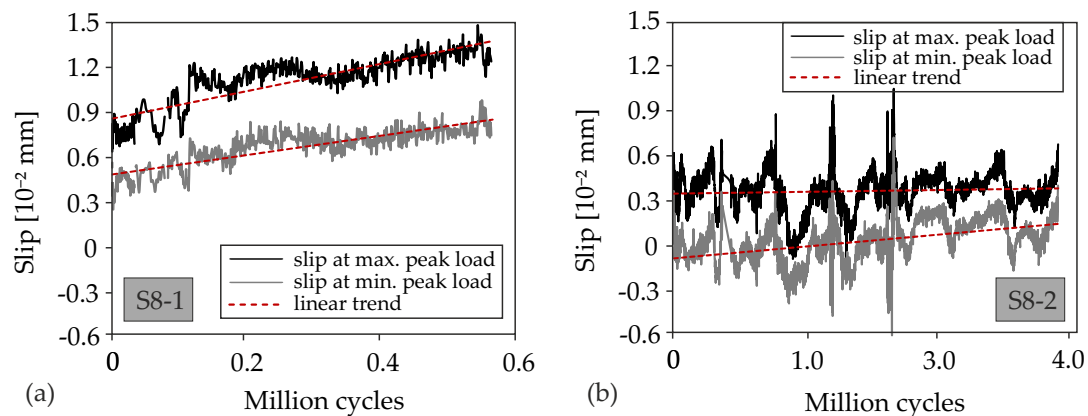 1.5
1.2
0.9
0.6
0.3
0
-0.3
-0.6
Slip [10⁻² mm]
slip at max. peak load
slip at min. peak load
linear trend
S8-1
0
0.2
0.4
0.6
(a)
Million cycles
1.5
1.2
0.9
0.6
0.3
0
-0.3
-0.6
Slip [10⁻² mm]
slip at max. peak load
slip at min. peak load
linear trend
S8-2
0
1.0
3.0
4.0
(b)
Million cycles